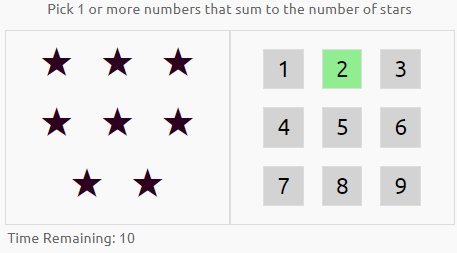 Pick 1 or more numbers that sum to the number of stars
1 2 3
4 5 6
7 8 9
Time Remaining: 10